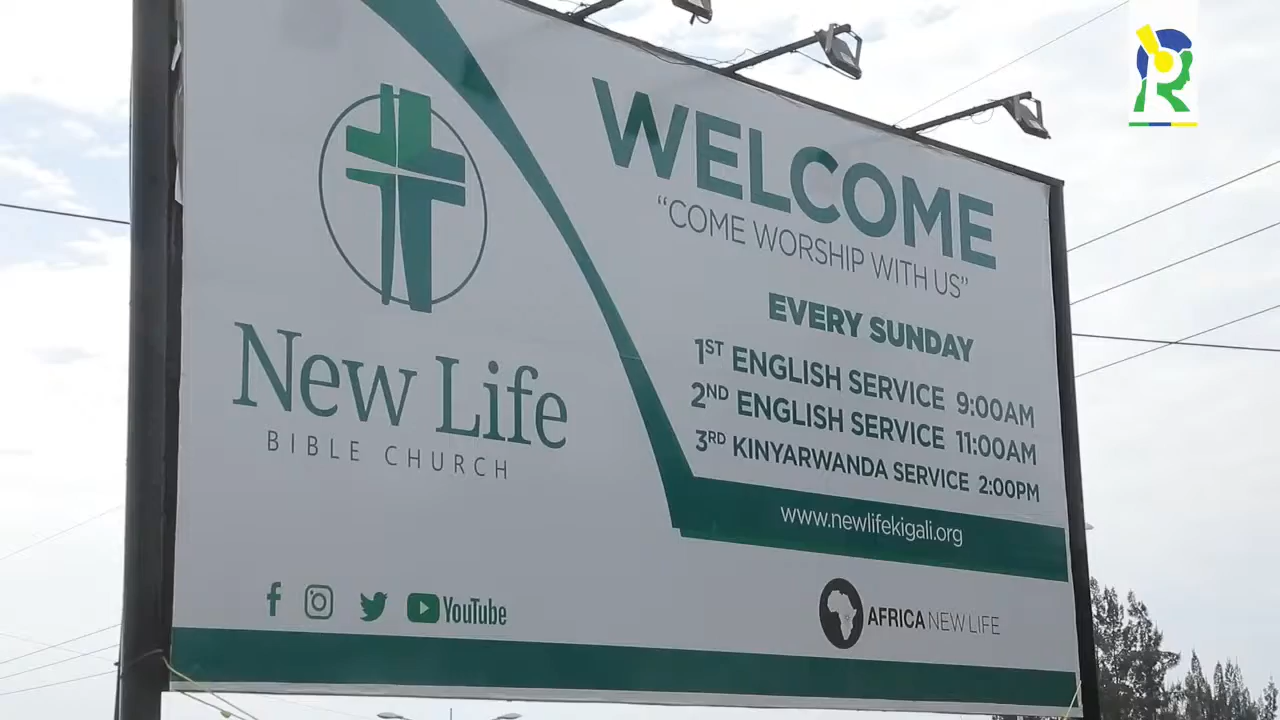 WELCOME
“COME WORSHIP WITH US”
EVERY SUNDAY
1ST ENGLISH SERVICE 9:00AM
2ND ENGLISH SERVICE 11:00AM
3RD KINYARWANDA SERVICE 2:00PM
www.newlifekigali.org
New Life
BIBLE CHURCH
YouTube
AFRICA NEW LIFE
R